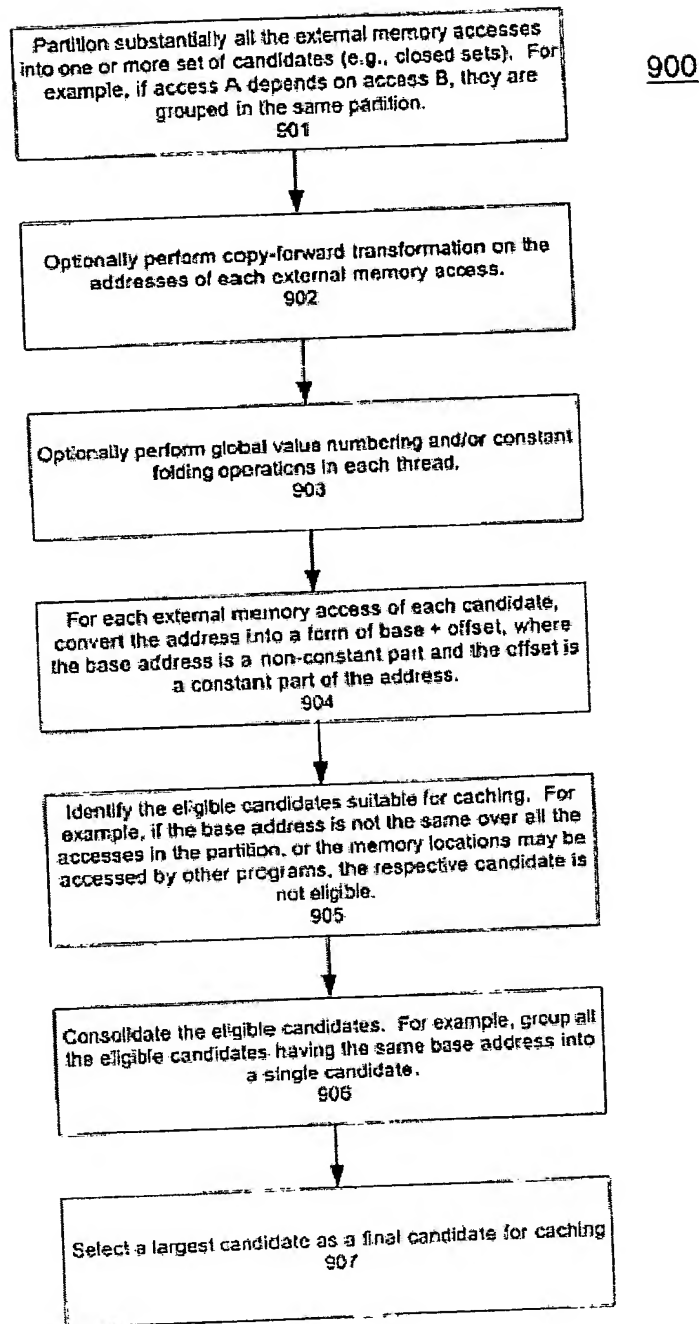 Partition substantially all the external memory accesses
into one or more set of candidates (e.g., closed sets). For
example, if access A depends on access B, they are
grouped in the same partition.
901
900
Optionally perform copy-forward transformation on the
addresses of each external memory access.
902
Optionally perform global value numbering and/or constant
folding operations in each thread.
903
For each external memory access of each candidate,
convert the address into a form of base + offset, where
the base address is a non-constant part and the offset is
a constant part of the address.
904
Identify the eligible candidates suitable for caching. For
example, if the base address is not the same over all the
accesses in the partition, or the memory locations may be
accessed by other programs, the respective candidate is
not eligible.
905
Consolidate the eligible candidates. For example, group all
the eligible candidates having the same base address into
a single candidate.
906
Select a largest candidate as a final candidate for caching
907